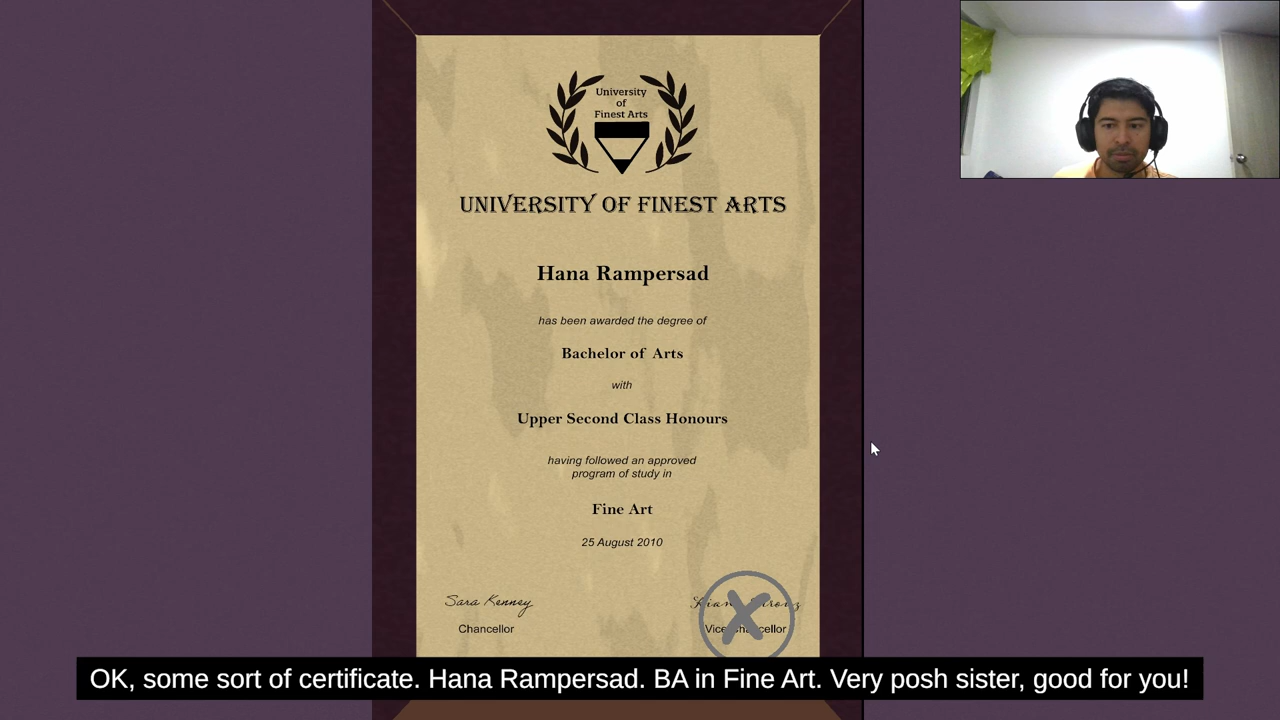 University
of
Finest Arts
UNIVERSITY OF FINEST ARTS
Hana Rampersad
has been awarded the degree of
Bachelor of Arts
with
Upper Second Class Honours
having followed an approved
program of study in
Fine Art
25 August 2010
Sara Kenney
Chancellor
Vice Chancellor
OK, some sort of certificate. Hana Rampersad. BA in Fine Art. Very posh sister, good for you!